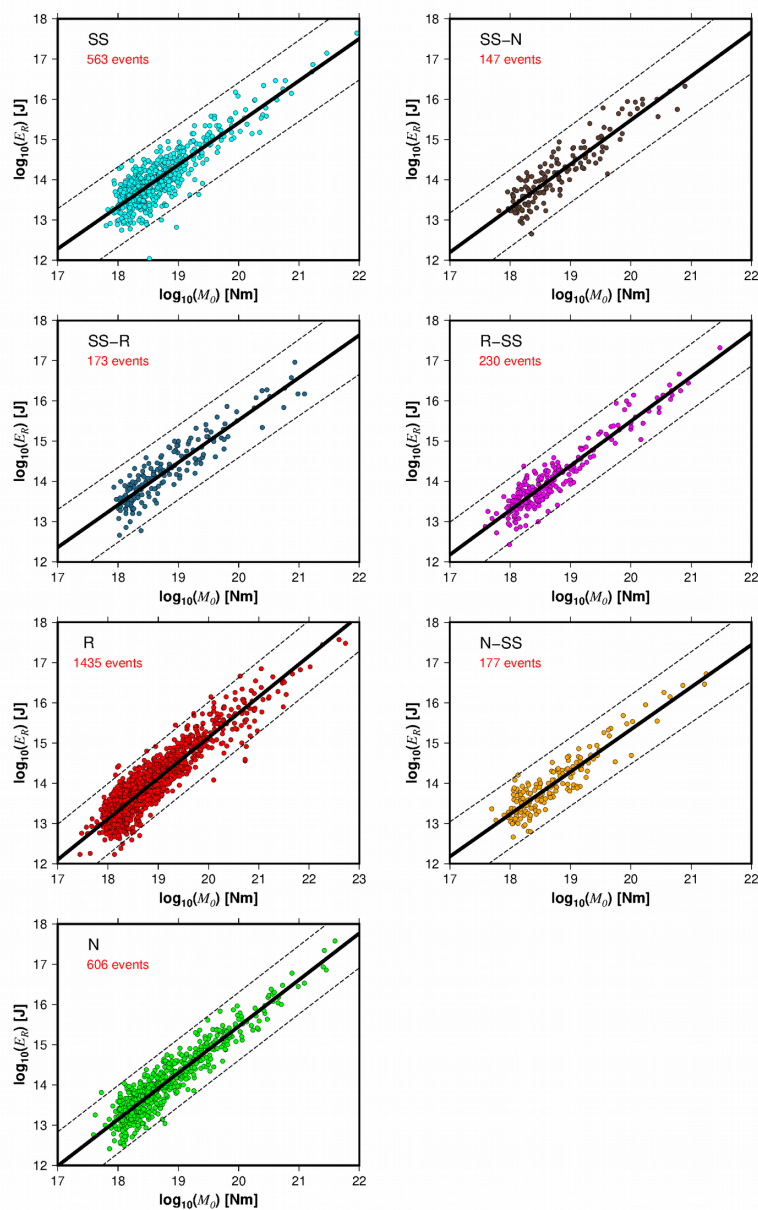 SS
563 events
log10(ER) [J]
18
17
16
15
14
13
12
17 18 19 20 21 22
log10(M0) [Nm]
SS−N
147 events
log10(ER) [J]
18
17
16
15
14
13
12
17 18 19 20 21 22
log10(M0) [Nm]
SS−R
173 events
log10(ER) [J]
18
17
16
15
14
13
12
17 18 19 20 21 22
log10(M0) [Nm]
R−SS
230 events
log10(ER) [J]
18
17
16
15
14
13
12
17 18 19 20 21 22
log10(M0) [Nm]
R
1435 events
log10(ER) [J]
18
17
16
15
14
13
12
17 18 19 20 21 22 23
log10(M0) [Nm]
N−SS
177 events
log10(ER) [J]
18
17
16
15
14
13
12
17 18 19 20 21 22
log10(M0) [Nm]
N
606 events
log10(ER) [J]
18
17
16
15
14
13
12
17 18 19 20 21 22
log10(M0) [Nm]